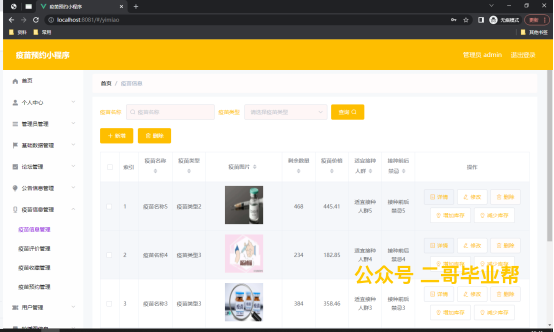 疫苗预约小程序
localhost:8081/#/yimiao
无痕模式
更新
资料
常用
其他书签
疫苗预约小程序
管理员 admin
退出登录
首页
个人中心
管理员管理
基础数据管理
论坛管理
公告信息管理
疫苗信息管理
疫苗信息管理
疫苗评价管理
疫苗收藏管理
疫苗预约管理
用户管理
首页 / 疫苗信息
疫苗名称 疫苗名称 疫苗类型 请选择疫苗类型 查询
新增 删除
索引 疫苗名称 疫苗类型 疫苗图片 剩余数量 疫苗价格 适宜接种人群 接种前后禁忌 操作
1 疫苗名称5 疫苗类型2 468 445.41 适宜接种人群5 接种前后禁忌5 详情 修改 删除
增加库存 减少库存
2 疫苗名称4 疫苗类型3 234 182.85 适宜接种人群4 接种前后禁忌4 详情 修改 删除
公众号 二哥毕业帮
3 疫苗名称3 疫苗类型3 384 358.46 适宜接种人群3 接种前后禁忌3 详情 修改 删除
增加库存 减少库存